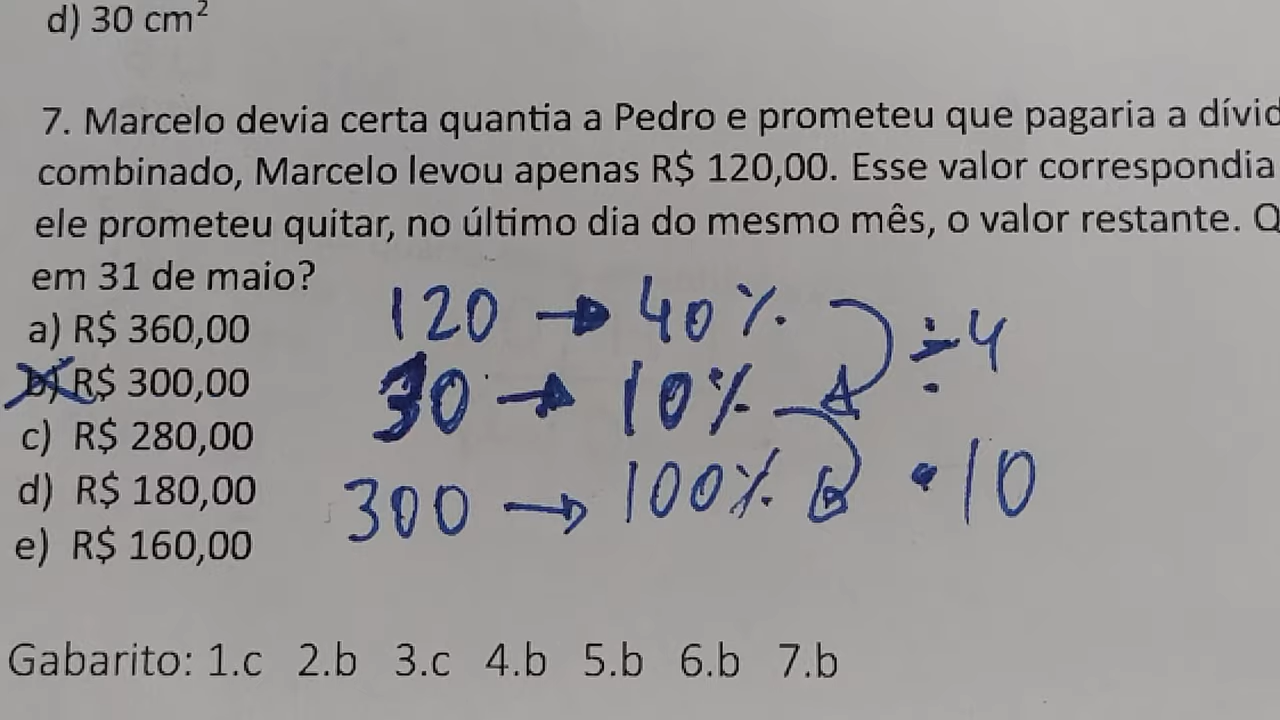 d) 30 cm²
7. Marcelo devia certa quantia a Pedro e prometeu que pagaria a dívid
combinado, Marcelo levou apenas R$ 120,00. Esse valor correspondia
ele prometeu quitar, no último dia do mesmo mês, o valor restante. Q
em 31 de maio?
120 → 40%
÷4
a) R$ 360,00
b) R$ 300,00
30 → 10%
c) R$ 280,00
d) R$ 180,00
300 → 100%
• 10
e) R$ 160,00
Gabarito: 1.c 2.b 3.c 4.b 5.b 6.b 7.b